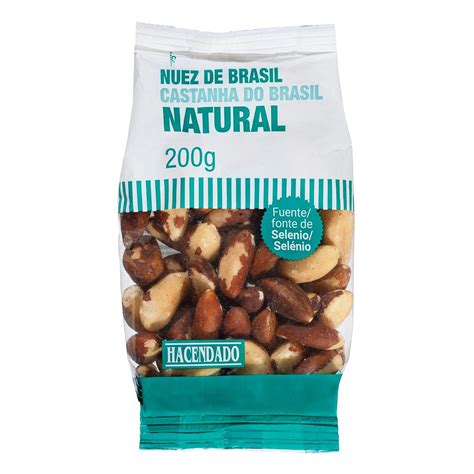 NUEZ DE BRASIL
CASTANHA DO BRASIL
NATURAL
200g
Fuente/
fonte de
Selenio/
Selénio
HACENDADO